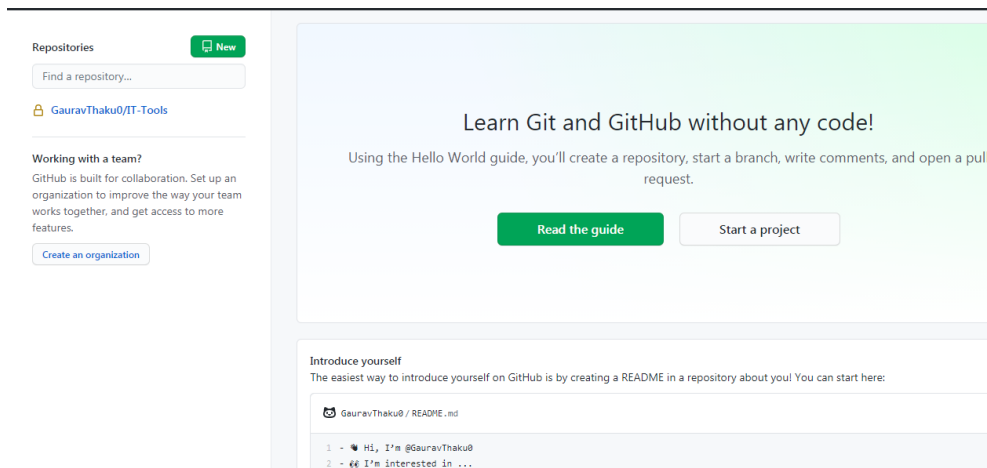 Repositories
New
Find a repository...
GauravThaku0/IT-Tools
Working with a team?
GitHub is built for collaboration. Set up an
organization to improve the way your team
works together, and get access to more
features.
Create an organization
Learn Git and GitHub without any code!
Using the Hello World guide, you’ll create a repository, start a branch, write comments, and open a pull
request.
Read the guide
Start a project
Introduce yourself
The easiest way to introduce yourself on GitHub is by creating a README in a repository about you! You can start here:
GauravThaku0 / README.md
1 - 👋 Hi, I’m @GauravThaku0
2 - 👀 I’m interested in ...